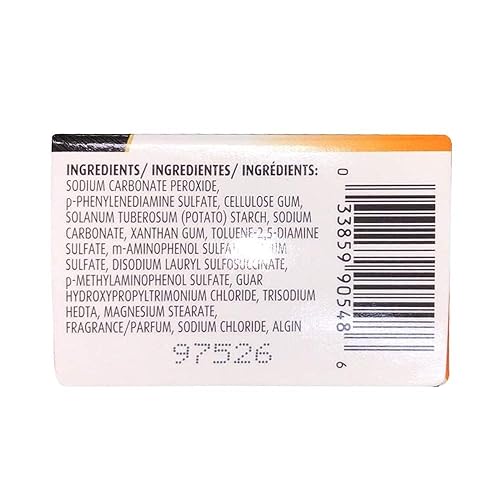 INGREDIENTS/ INGREDIENTES/ INGRÉDIENTS:
SODIUM CARBONATE PEROXIDE,
p-PHENYLENEDIAMINE SULFATE, CELLULOSE GUM,
SOLANUM TUBEROSUM (POTATO) STARCH, SODIUM
CARBONATE, XANTHAN GUM, TOLUENE-2,5-DIAMINE
SULFATE, m-AMINOPHENOL
SULFATE, DISODIUM LAURYL SULFOSUCCINATE,
p-METHYLAMINOPHENOL SULFATE, GUAR
HYDROXYPROPYLTRIMONIUM CHLORIDE, TRISODIUM
HEDTA, MAGNESIUM STEARATE,
FRAGRANCE/PARFUM, SODIUM CHLORIDE, ALGIN
97526
0 33859 90548 6